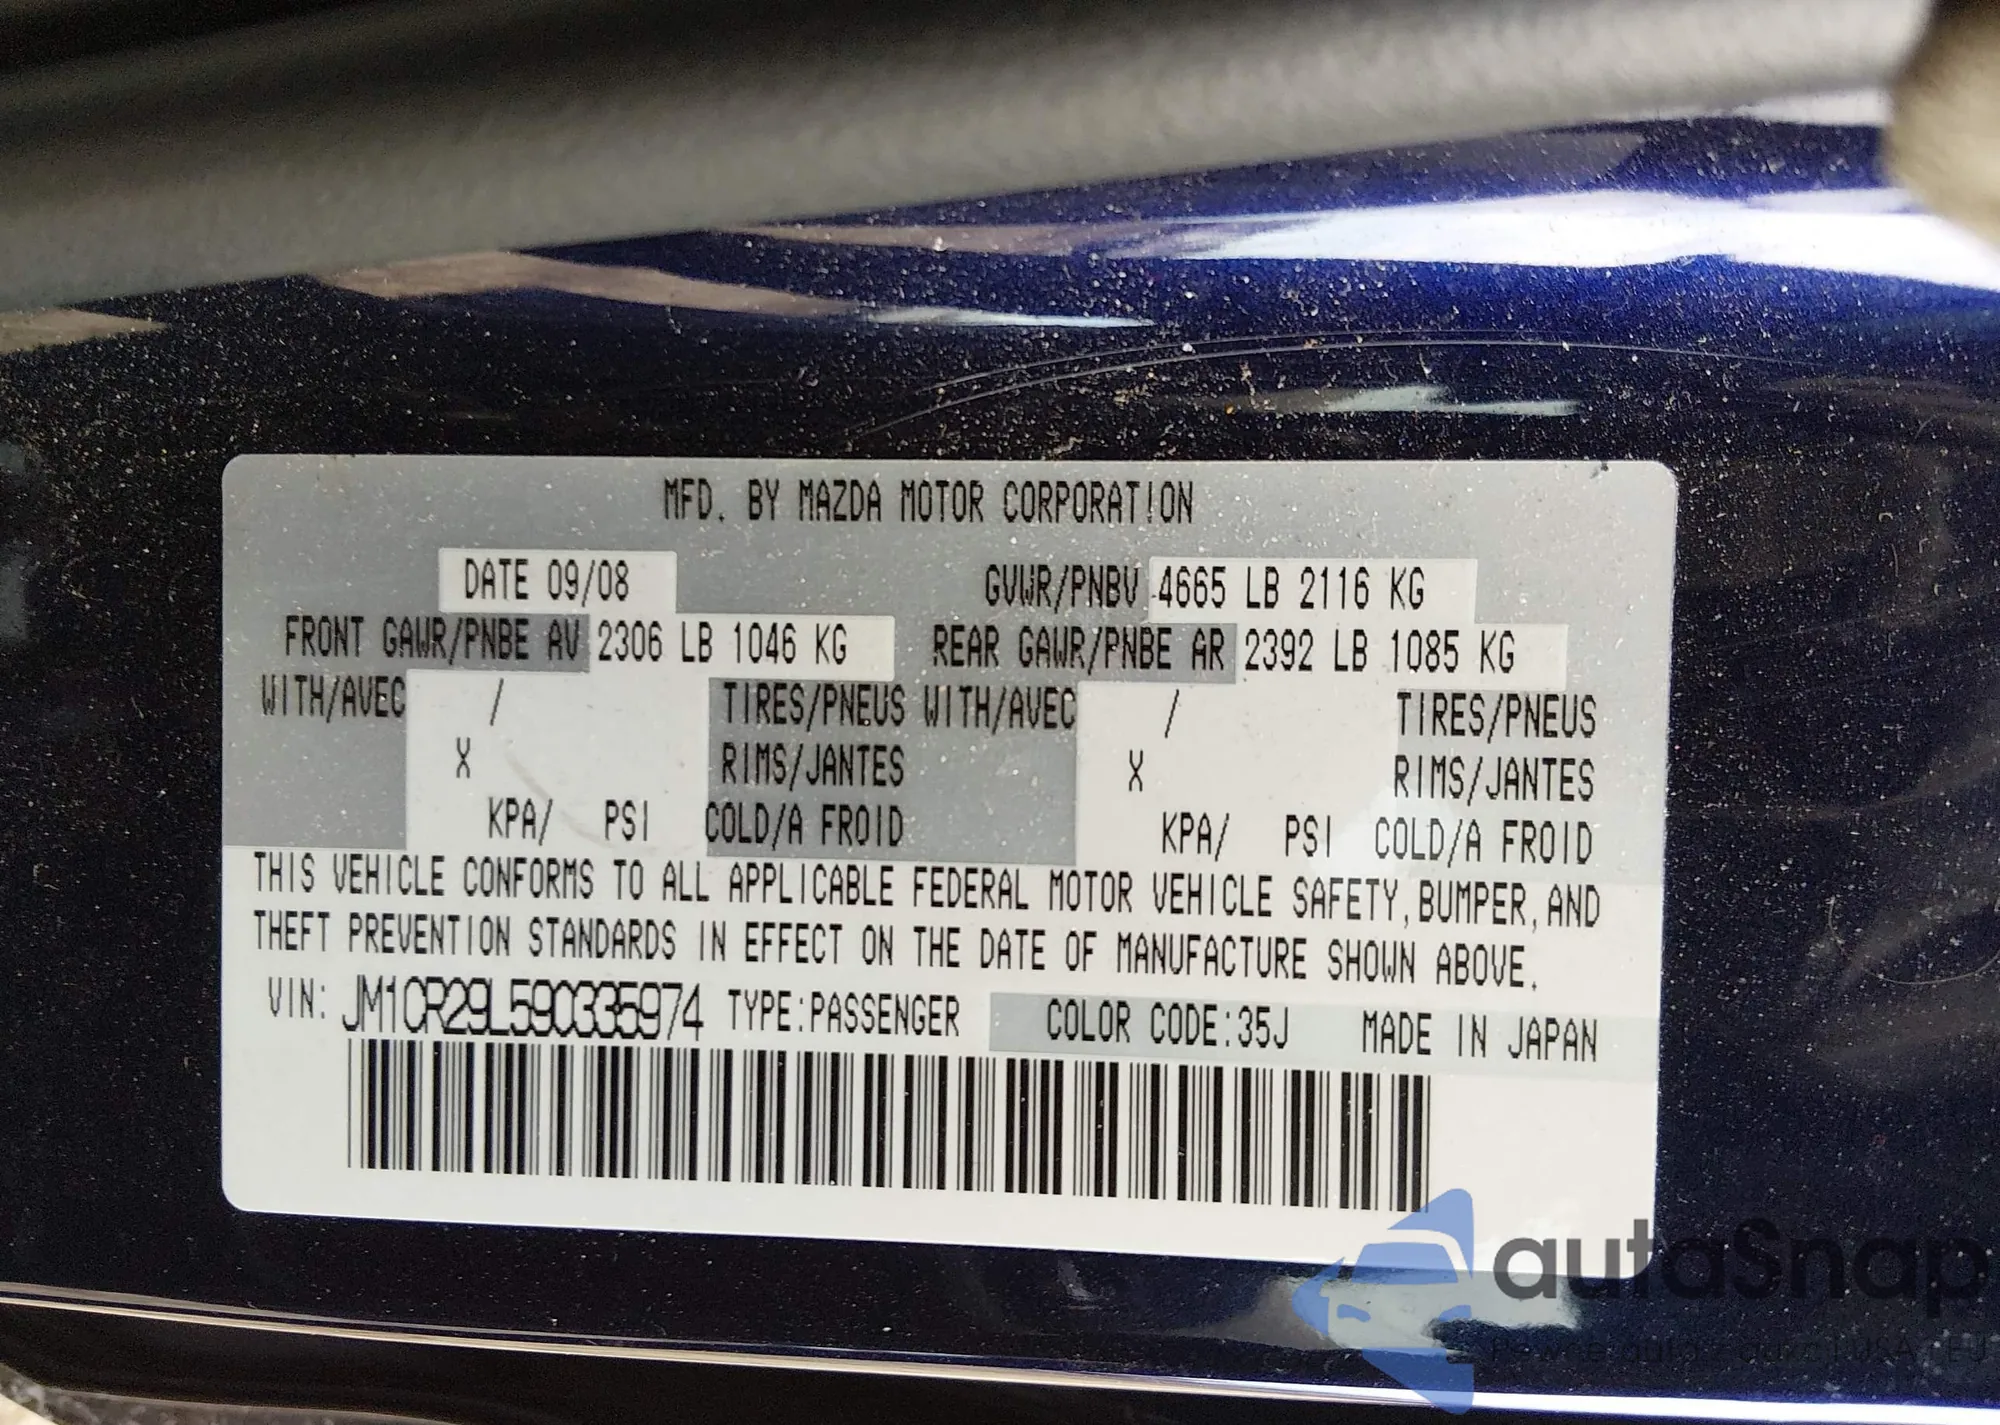 MFD. BY MAZDA MOTOR CORPORATION
DATE 09/08 GVWR/PNBV 4665 LB 2116 KG
FRONT GAWR/PNBE AV 2306 LB 1046 KG REAR GAWR/PNBE AR 2392 LB 1085 KG
WITH/AVEC / TIRES/PNEUS WITH/AVEC / TIRES/PNEUS
X RIMS/JANTES X RIMS/JANTES
KPA/ PSI COLD/A FROID KPA/ PSI COLD/A FROID
THIS VEHICLE CONFORMS TO ALL APPLICABLE FEDERAL MOTOR VEHICLE SAFETY, BUMPER, AND
THEFT PREVENTION STANDARDS IN EFFECT ON THE DATE OF MANUFACTURE SHOWN ABOVE.
VIN: JM1CR29L590335974 TYPE:PASSENGER COLOR CODE:35J MADE IN JAPAN
autaSnap